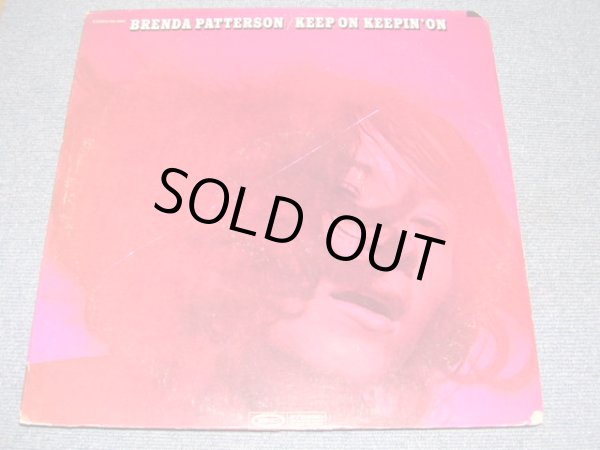 BRENDA PATTERSON / KEEP ON KEEPIN' ON
SOLD OUT